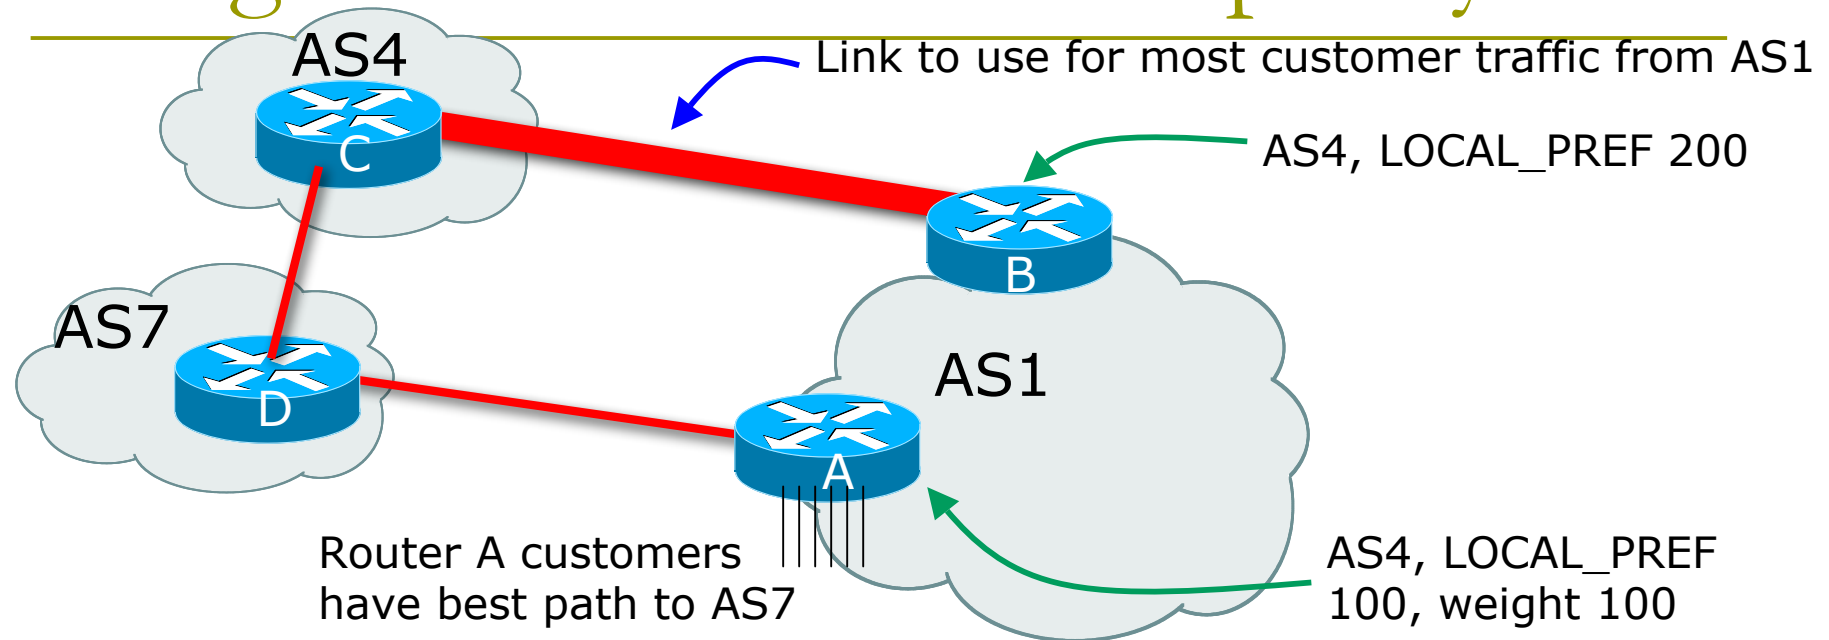 AS4
Link to use for most customer traffic from AS1
C
AS4, LOCAL_PREF 200
B
AS7
D
AS1
A
Router A customers
have best path to AS7
AS4, LOCAL_PREF
100, weight 100